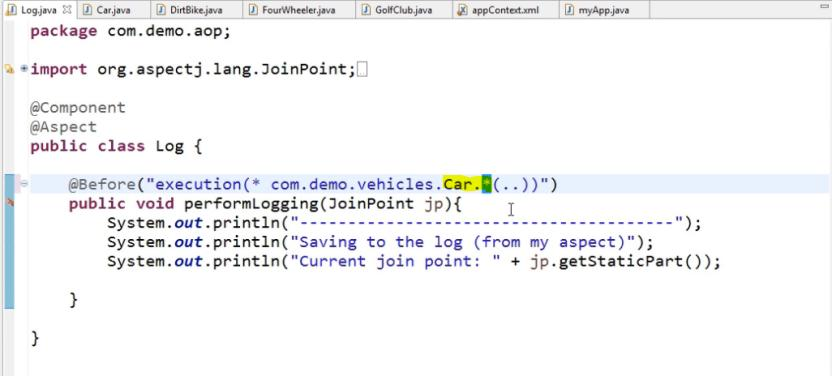 Log.java Car.java DirtBike.java FourWheeler.java GolfClub.java appContext.xml myApp.java
package com.demo.aop;
import org.aspectj.lang.JoinPoint;
@Component
@Aspect
public class Log {
@Before("execution(* com.demo.vehicles.Car.*(..))")
public void performLogging(JoinPoint jp){
System.out.println("---------------------------------------");
System.out.println("Saving to the log (from my aspect)");
System.out.println("Current join point: " + jp.getStaticPart());
}
}